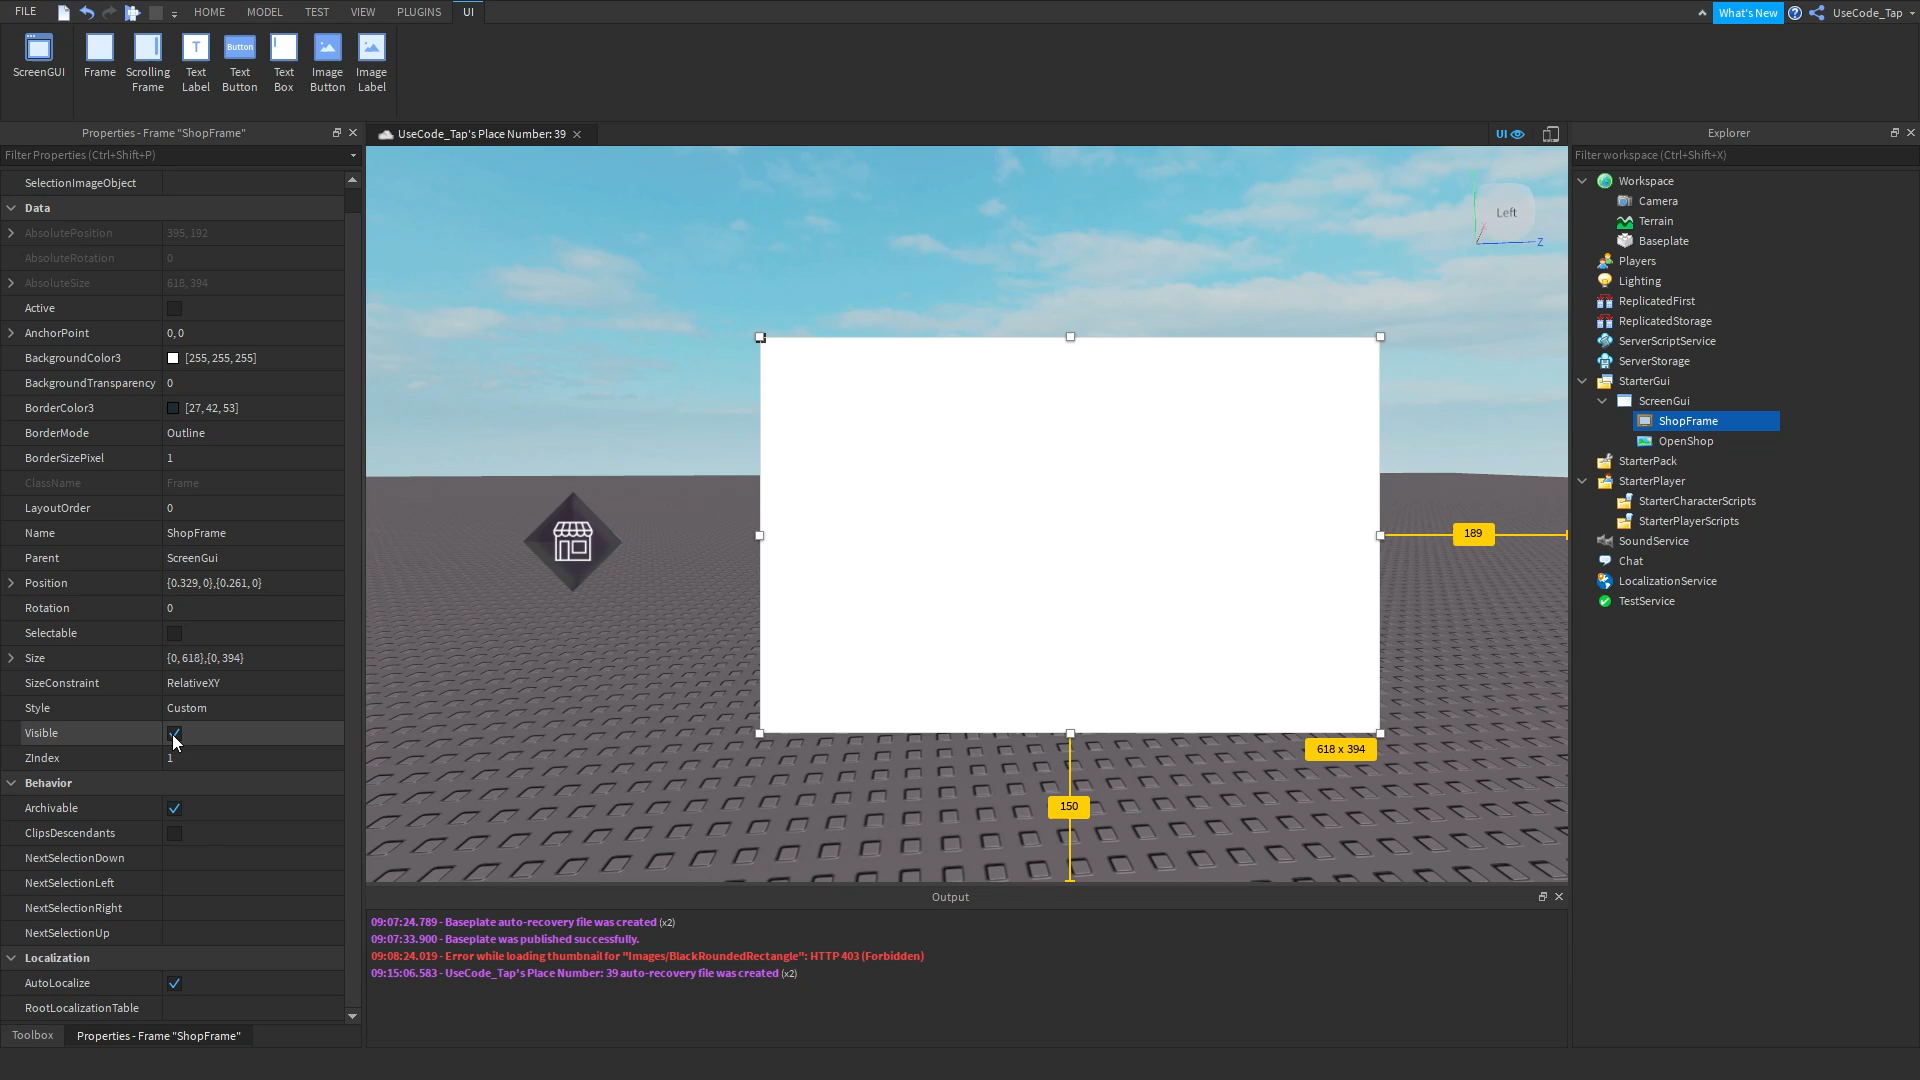 FILE
HOME
MODEL
TEST
VIEW
PLUGINS
UI
What's New
UseCode_Tap
ScreenGUI
Frame
Scrolling
Frame
T
Text
Label
Button
Text
Button
Text
Box
Image
Button
Image
Label
Properties - Frame "ShopFrame"
Filter Properties (Ctrl+Shift+P)
SelectionImageObject
Data
AbsolutePosition 395, 192
AbsoluteRotation 0
AbsoluteSize 618, 394
Active
AnchorPoint 0, 0
BackgroundColor3 [255, 255, 255]
BackgroundTransparency 0
BorderColor3 [27, 42, 53]
BorderMode Outline
BorderSizePixel 1
ClassName Frame
LayoutOrder 0
Name ShopFrame
Parent ScreenGui
Position {0.329, 0},{0.261, 0}
Rotation 0
Selectable
Size {0, 618},{0, 394}
SizeConstraint RelativeXY
Style Custom
Visible
ZIndex 1
Behavior
Archivable
ClipsDescendants
NextSelectionDown
NextSelectionLeft
NextSelectionRight
NextSelectionUp
Localization
AutoLocalize
RootLocalizationTable
Toolbox
Properties - Frame "ShopFrame"
UseCode_Tap's Place Number: 39
UI
Left
Z
189
618 x 394
150
Output
09:07:24.789 - Baseplate auto-recovery file was created (x2)
09:07:33.900 - Baseplate was published successfully.
09:08:24.019 - Error while loading thumbnail for "Images/BlackRoundedRectangle": HTTP 403 (Forbidden)
09:15:06.583 - UseCode_Tap's Place Number: 39 auto-recovery file was created (x2)
Explorer
Filter workspace (Ctrl+Shift+X)
Workspace
Camera
Terrain
Baseplate
Players
Lighting
ReplicatedFirst
ReplicatedStorage
ServerScriptService
ServerStorage
StarterGui
ScreenGui
ShopFrame
OpenShop
StarterPack
StarterPlayer
StarterCharacterScripts
StarterPlayerScripts
SoundService
Chat
LocalizationService
TestService